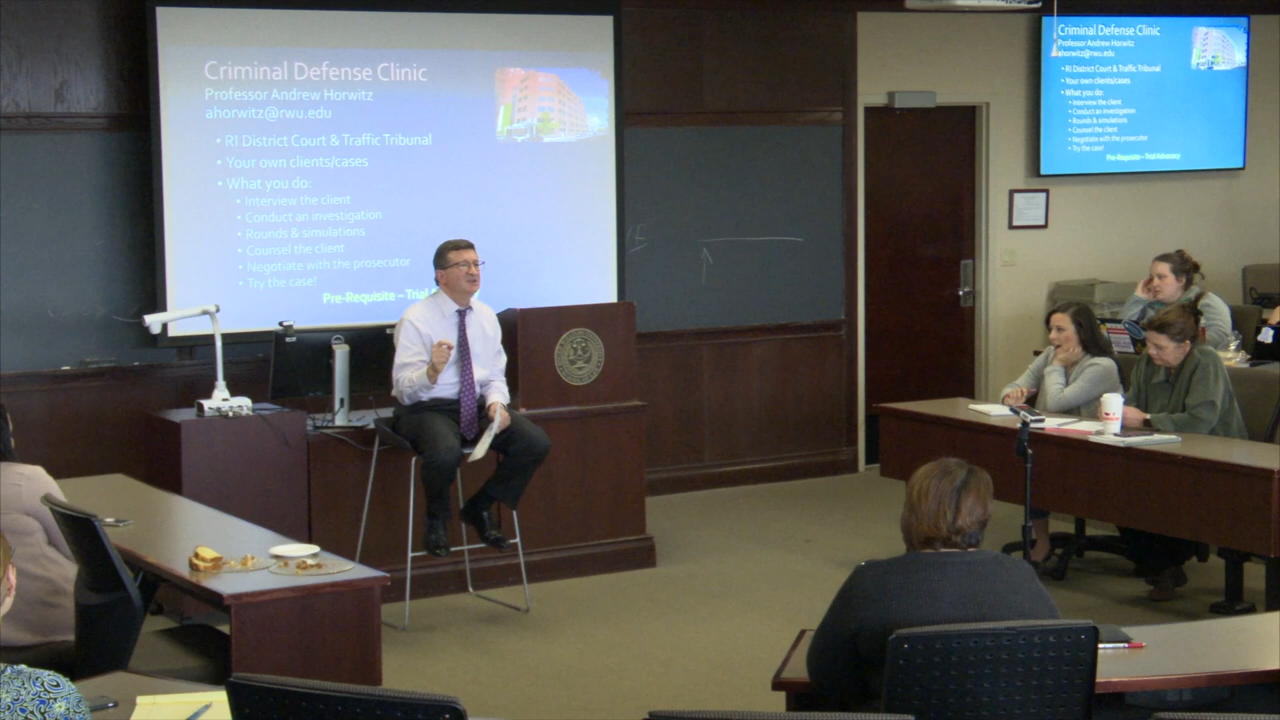 Criminal Defense Clinic
Professor Andrew Horwitz
ahorwitz@rwu.edu
• RI District Court & Traffic Tribunal
• Your own clients/cases
• What you do:
• Interview the client
• Conduct an investigation
• Rounds & simulations
• Counsel the client
• Negotiate with the prosecutor
• Try the case!
Pre-Requisite – Trial
Criminal Defense Clinic
Professor Andrew Horwitz
ahorwitz@rwu.edu
• RI District Court & Traffic Tribunal
• Your own clients/cases
• What you do:
• Interview the client
• Conduct an investigation
• Rounds & simulations
• Counsel the client
• Negotiate with the prosecutor
• Try the case!
Pre-Requisite – Trial Advocacy